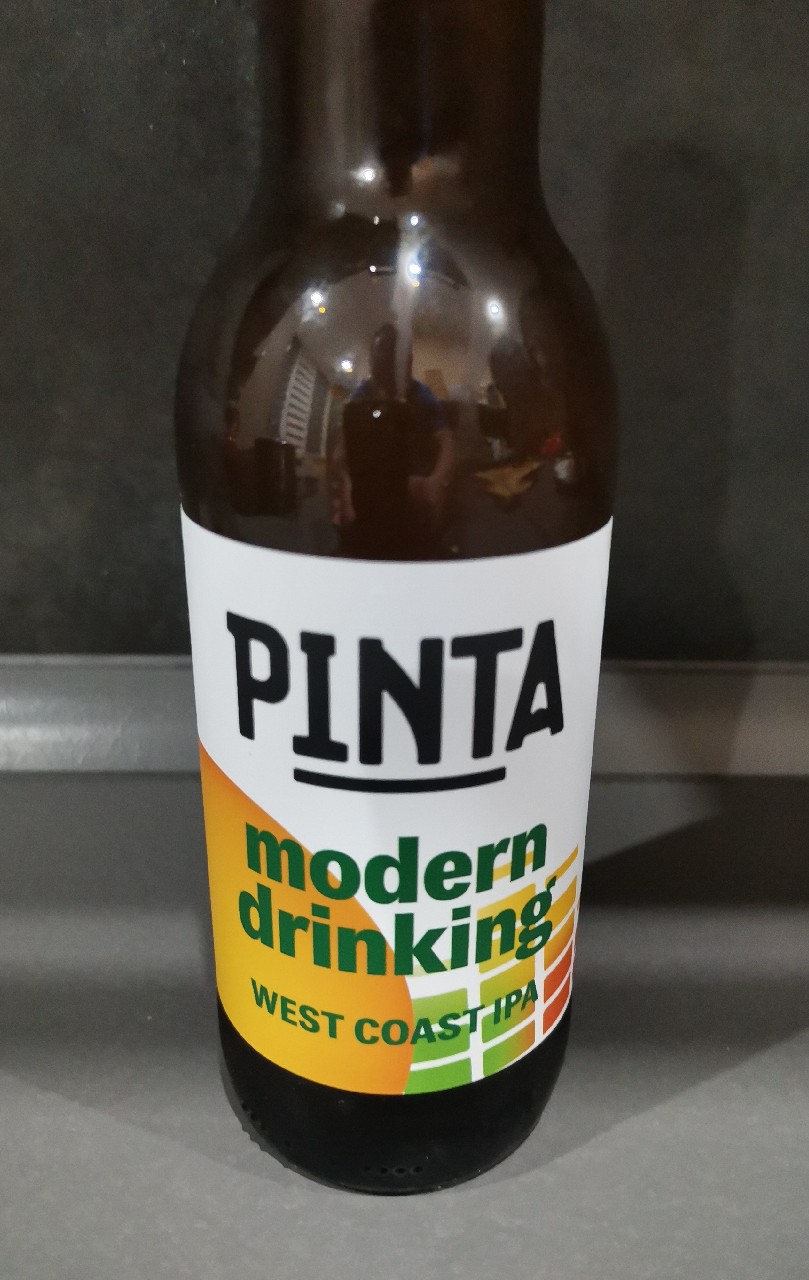 PINTA
modern
drinking
WEST COAST IPA